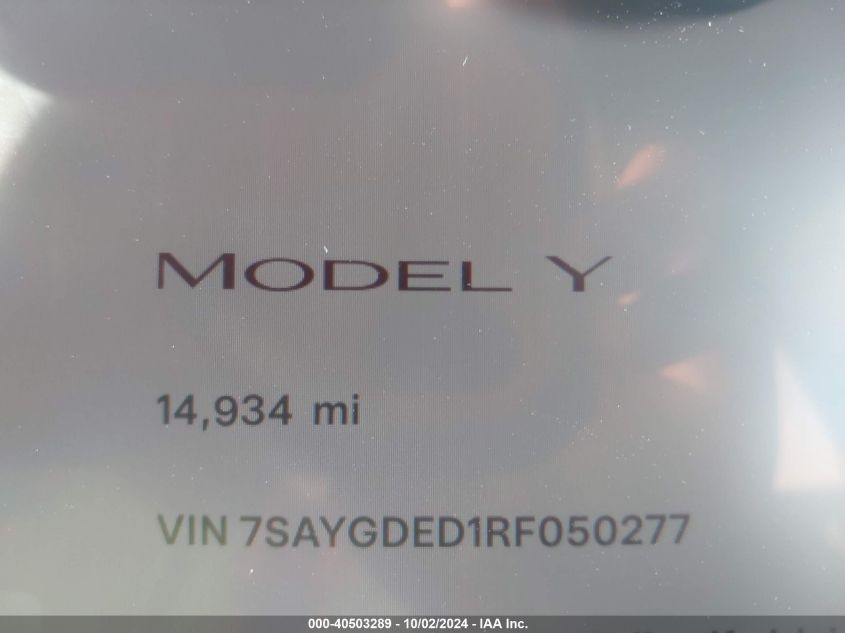 MODEL Y
14,934 mi
VIN 7SAYGDED1RF050277
000-40503289 - 10/02/2024 - IAA Inc.